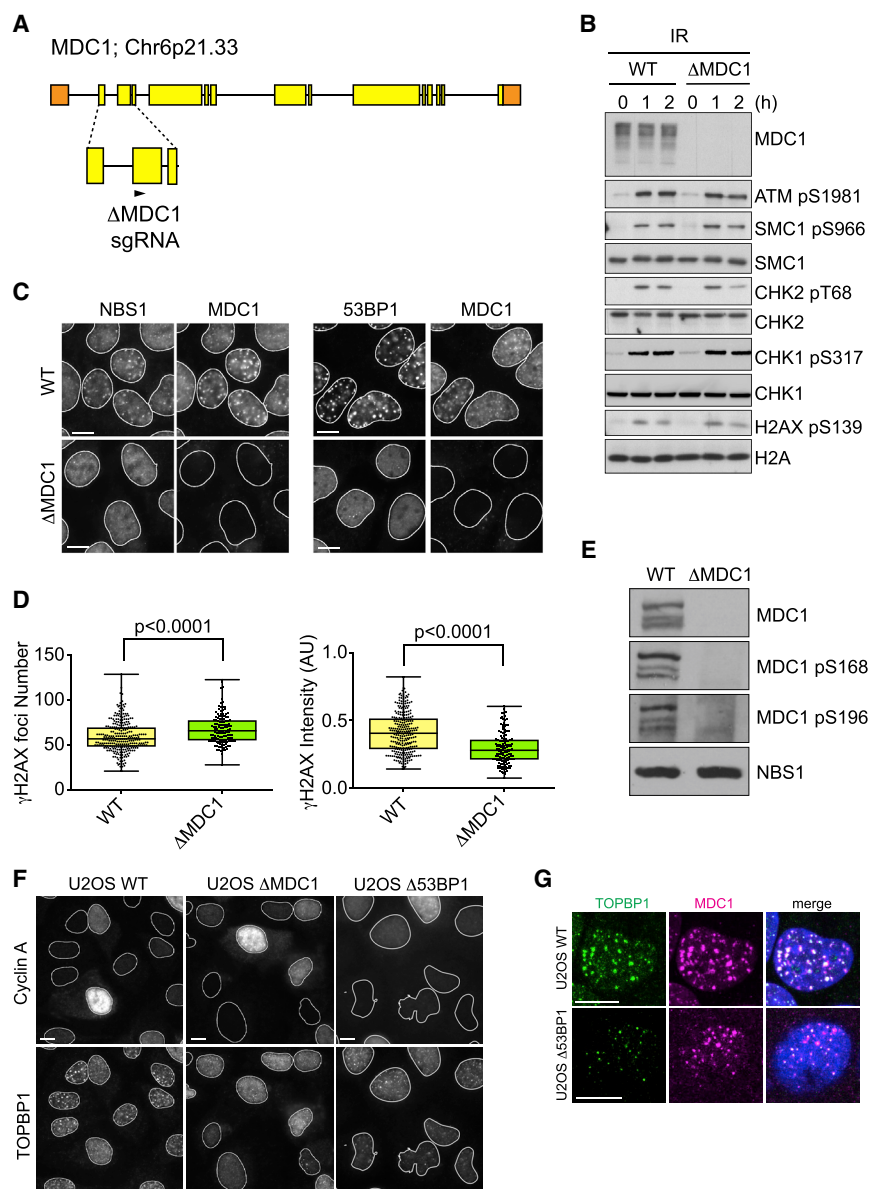 A
MDC1; Chr6p21.33
ΔMDC1
sgRNA
B
IR
WT ΔMDC1
0 1 2 0 1 2 (h)
MDC1
ATM pS1981
SMC1 pS966
SMC1
CHK2 pT68
CHK2
CHK1 pS317
CHK1
H2AX pS139
H2A
C
NBS1 MDC1 53BP1 MDC1
WT
ΔMDC1
D
p<0.0001
γH2AX foci Number
150
100
50
0
WT ΔMDC1
p<0.0001
γH2AX Intensity (AU)
1.0
0.5
0.0
WT ΔMDC1
E
WT ΔMDC1
MDC1
MDC1 pS168
MDC1 pS196
NBS1
F
U2OS WT U2OS ΔMDC1 U2OS Δ53BP1
Cyclin A
TOPBP1
G
TOPBP1 MDC1 merge
U2OS WT
U2OS Δ53BP1